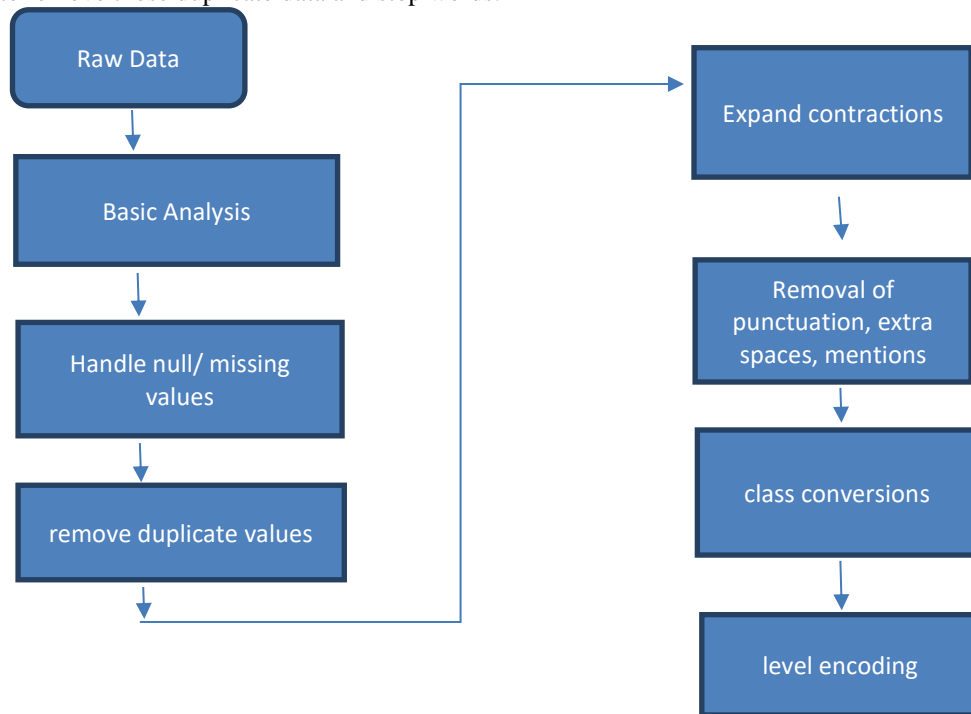 Raw Data
Basic Analysis
Handle null/ missing
values
remove duplicate values
Expand contractions
Removal of
punctuation, extra
spaces, mentions
class conversions
level encoding